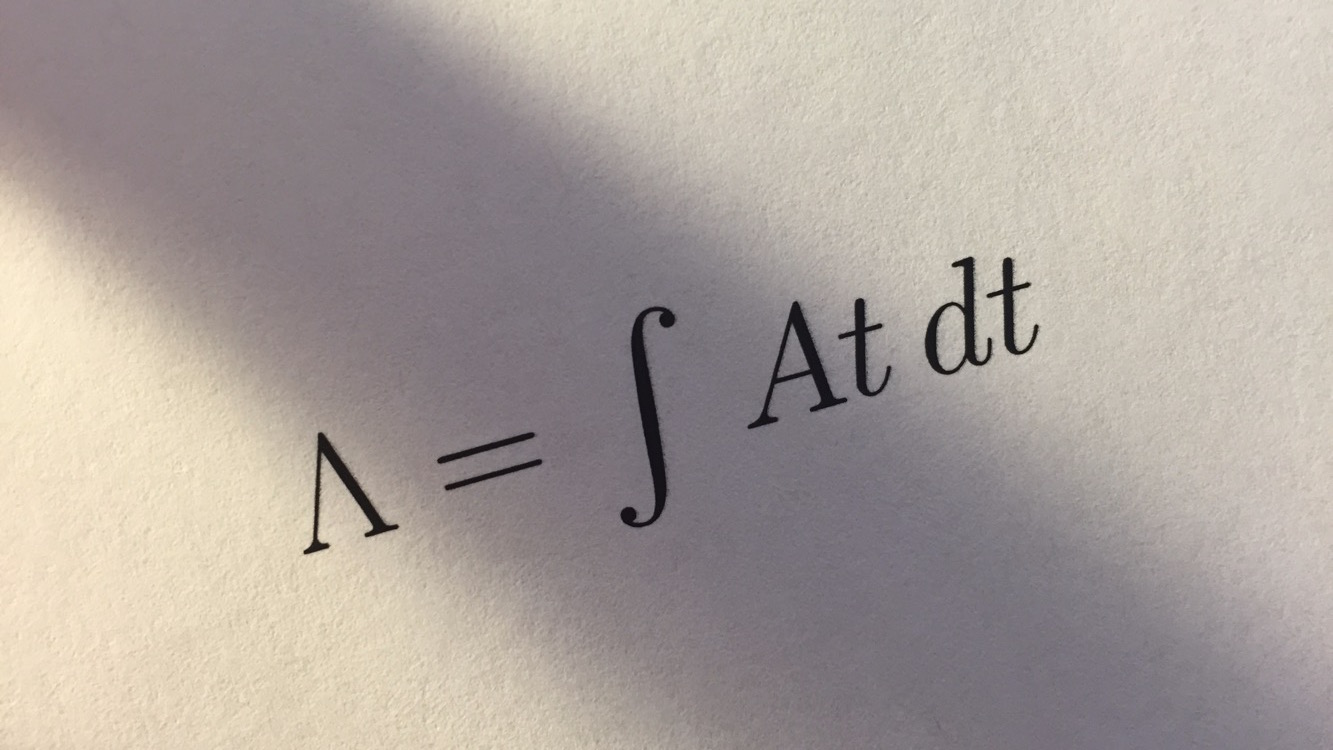 Λ = ∫ At dt